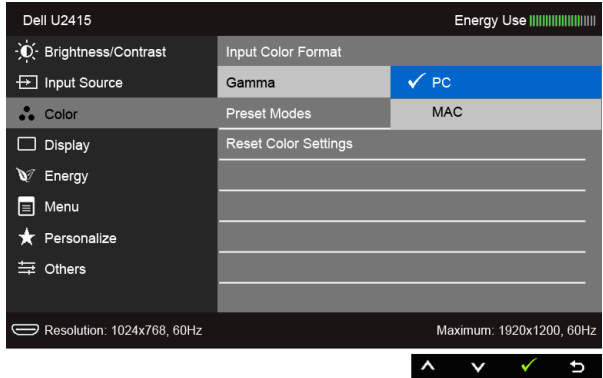 Dell U2415 Energy Use
Brightness/Contrast Input Color Format
Input Source Gamma PC
Color Preset Modes MAC
Display Reset Color Settings
Energy
Menu
Personalize
Others
Resolution: 1024x768, 60Hz Maximum: 1920x1200, 60Hz